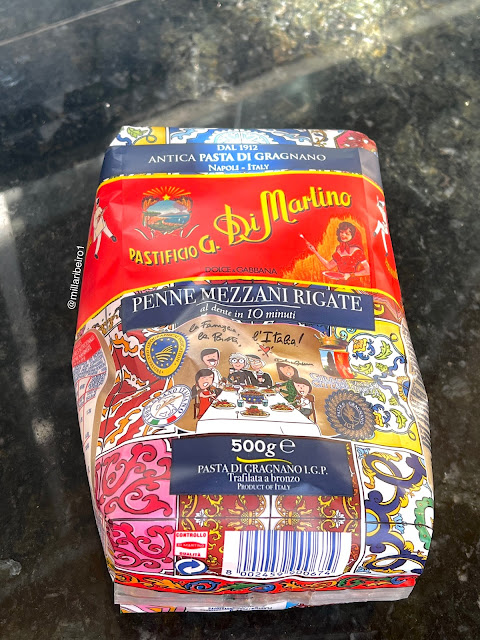 DAL 1912
ANTICA PASTA DI GRAGNANO
NAPOLI - ITALY
PASTIFICIO G. Di Martino
DOLCE & GABBANA
PENNE MEZZANI RIGATE
al dente in 10 minuti
la Famiglia,
la Pasta, l'Italia!
500g e
PASTA DI GRAGNANO I.G.P.
Trafilata a bronzo
PRODUCT OF ITALY
CONTROLLO
QUALITÀ
@millaribeiro1